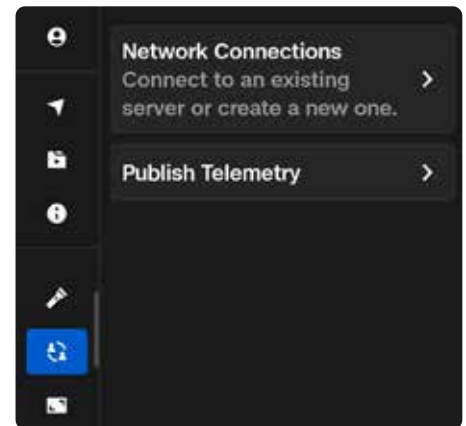 Network Connections
Connect to an existing
server or create a new one.
Publish Telemetry